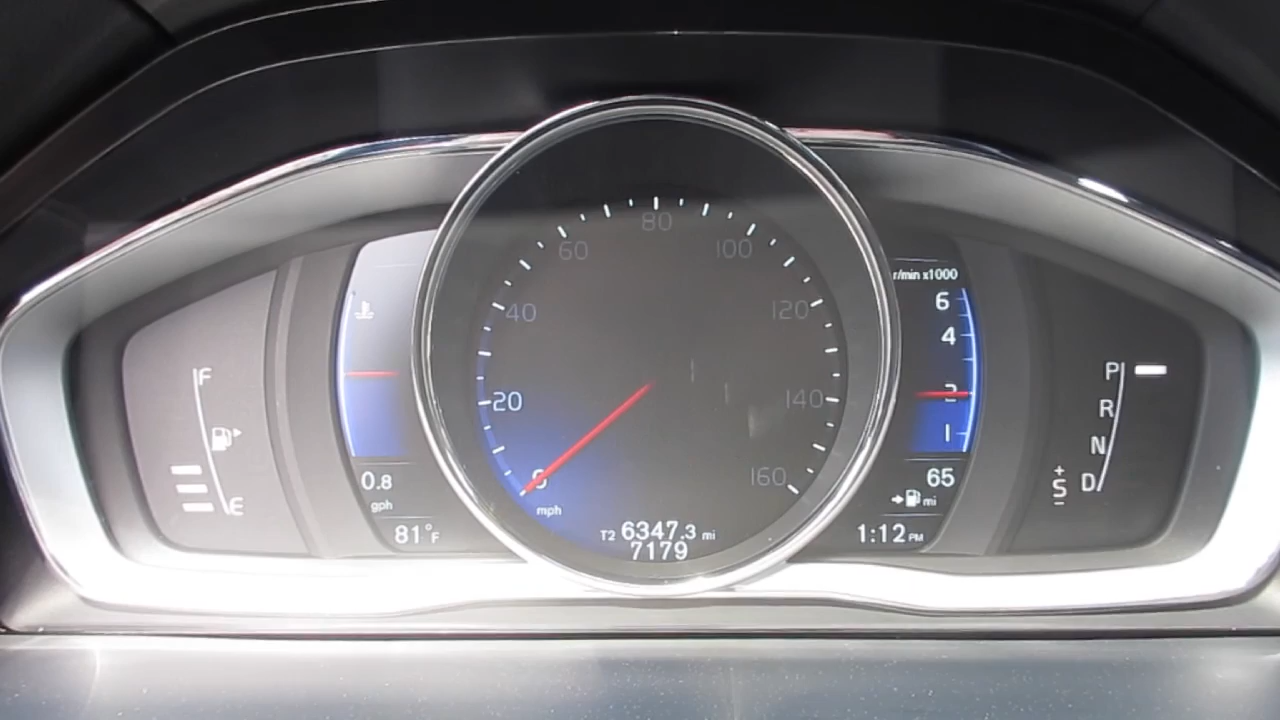 80
60
100
r/min x1000
6
40
120
4
F
P
20
140
2
R
1
N
0
160
0.8
65
+
S
-
D
E
gph
mph
mi
81°F
T2 6347.3 mi
1:12 PM
7179